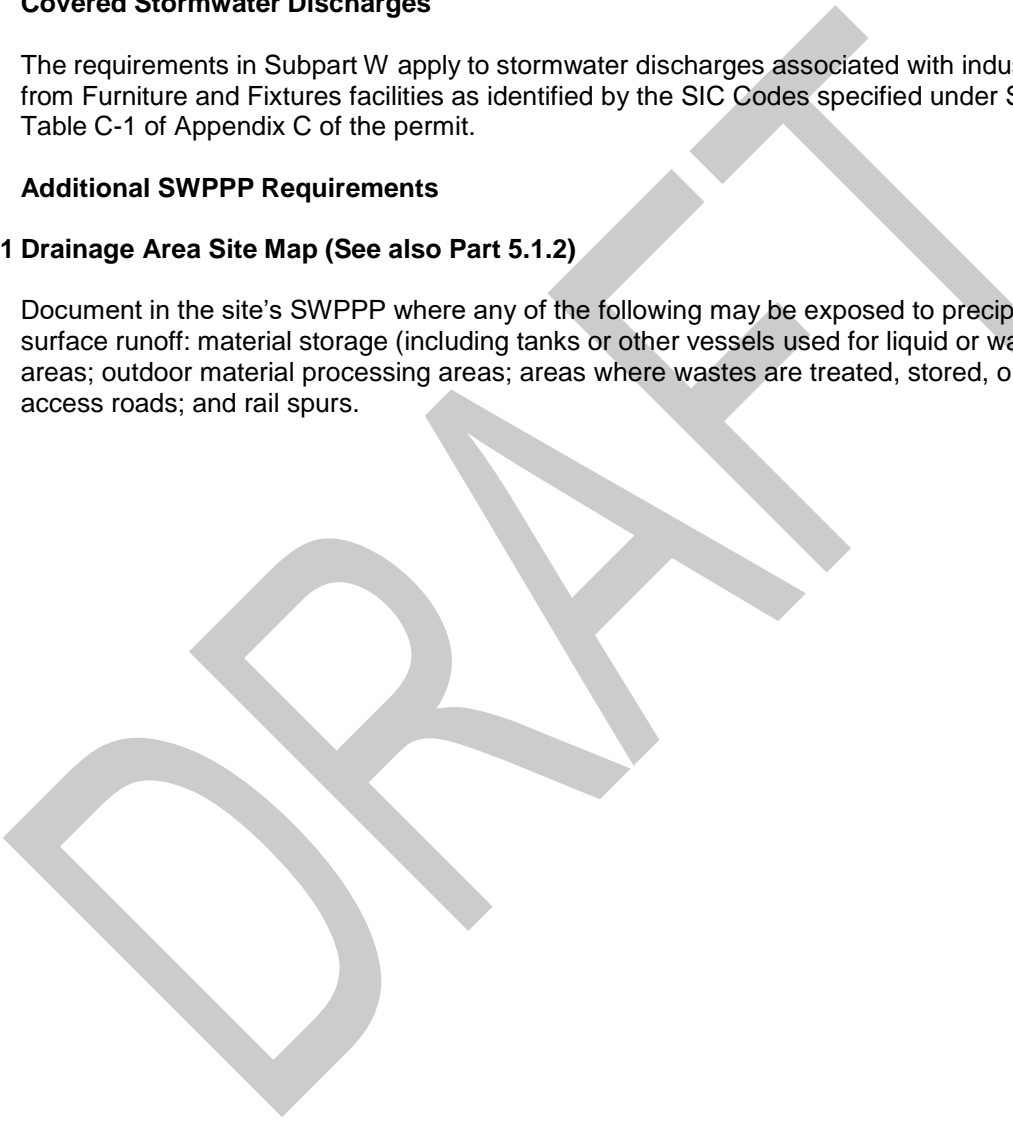 Covered Stormwater Discharges
The requirements in Subpart W apply to stormwater discharges associated with
from Furniture and Fixtures facilities as identified by the SIC Codes specified under
Table C-1 of Appendix C of the permit.
Additional SWPPP Requirements
1 Drainage Area Site Map (See also Part 5.1.2)
Document in the site's SWPPP where any of the following may be exposed to
surface runoff: material storage (including tanks or other vessels used for liquid or
areas; outdoor material processing areas; areas where wastes are treated, stored,
access roads; and rail spurs.
DRAFT